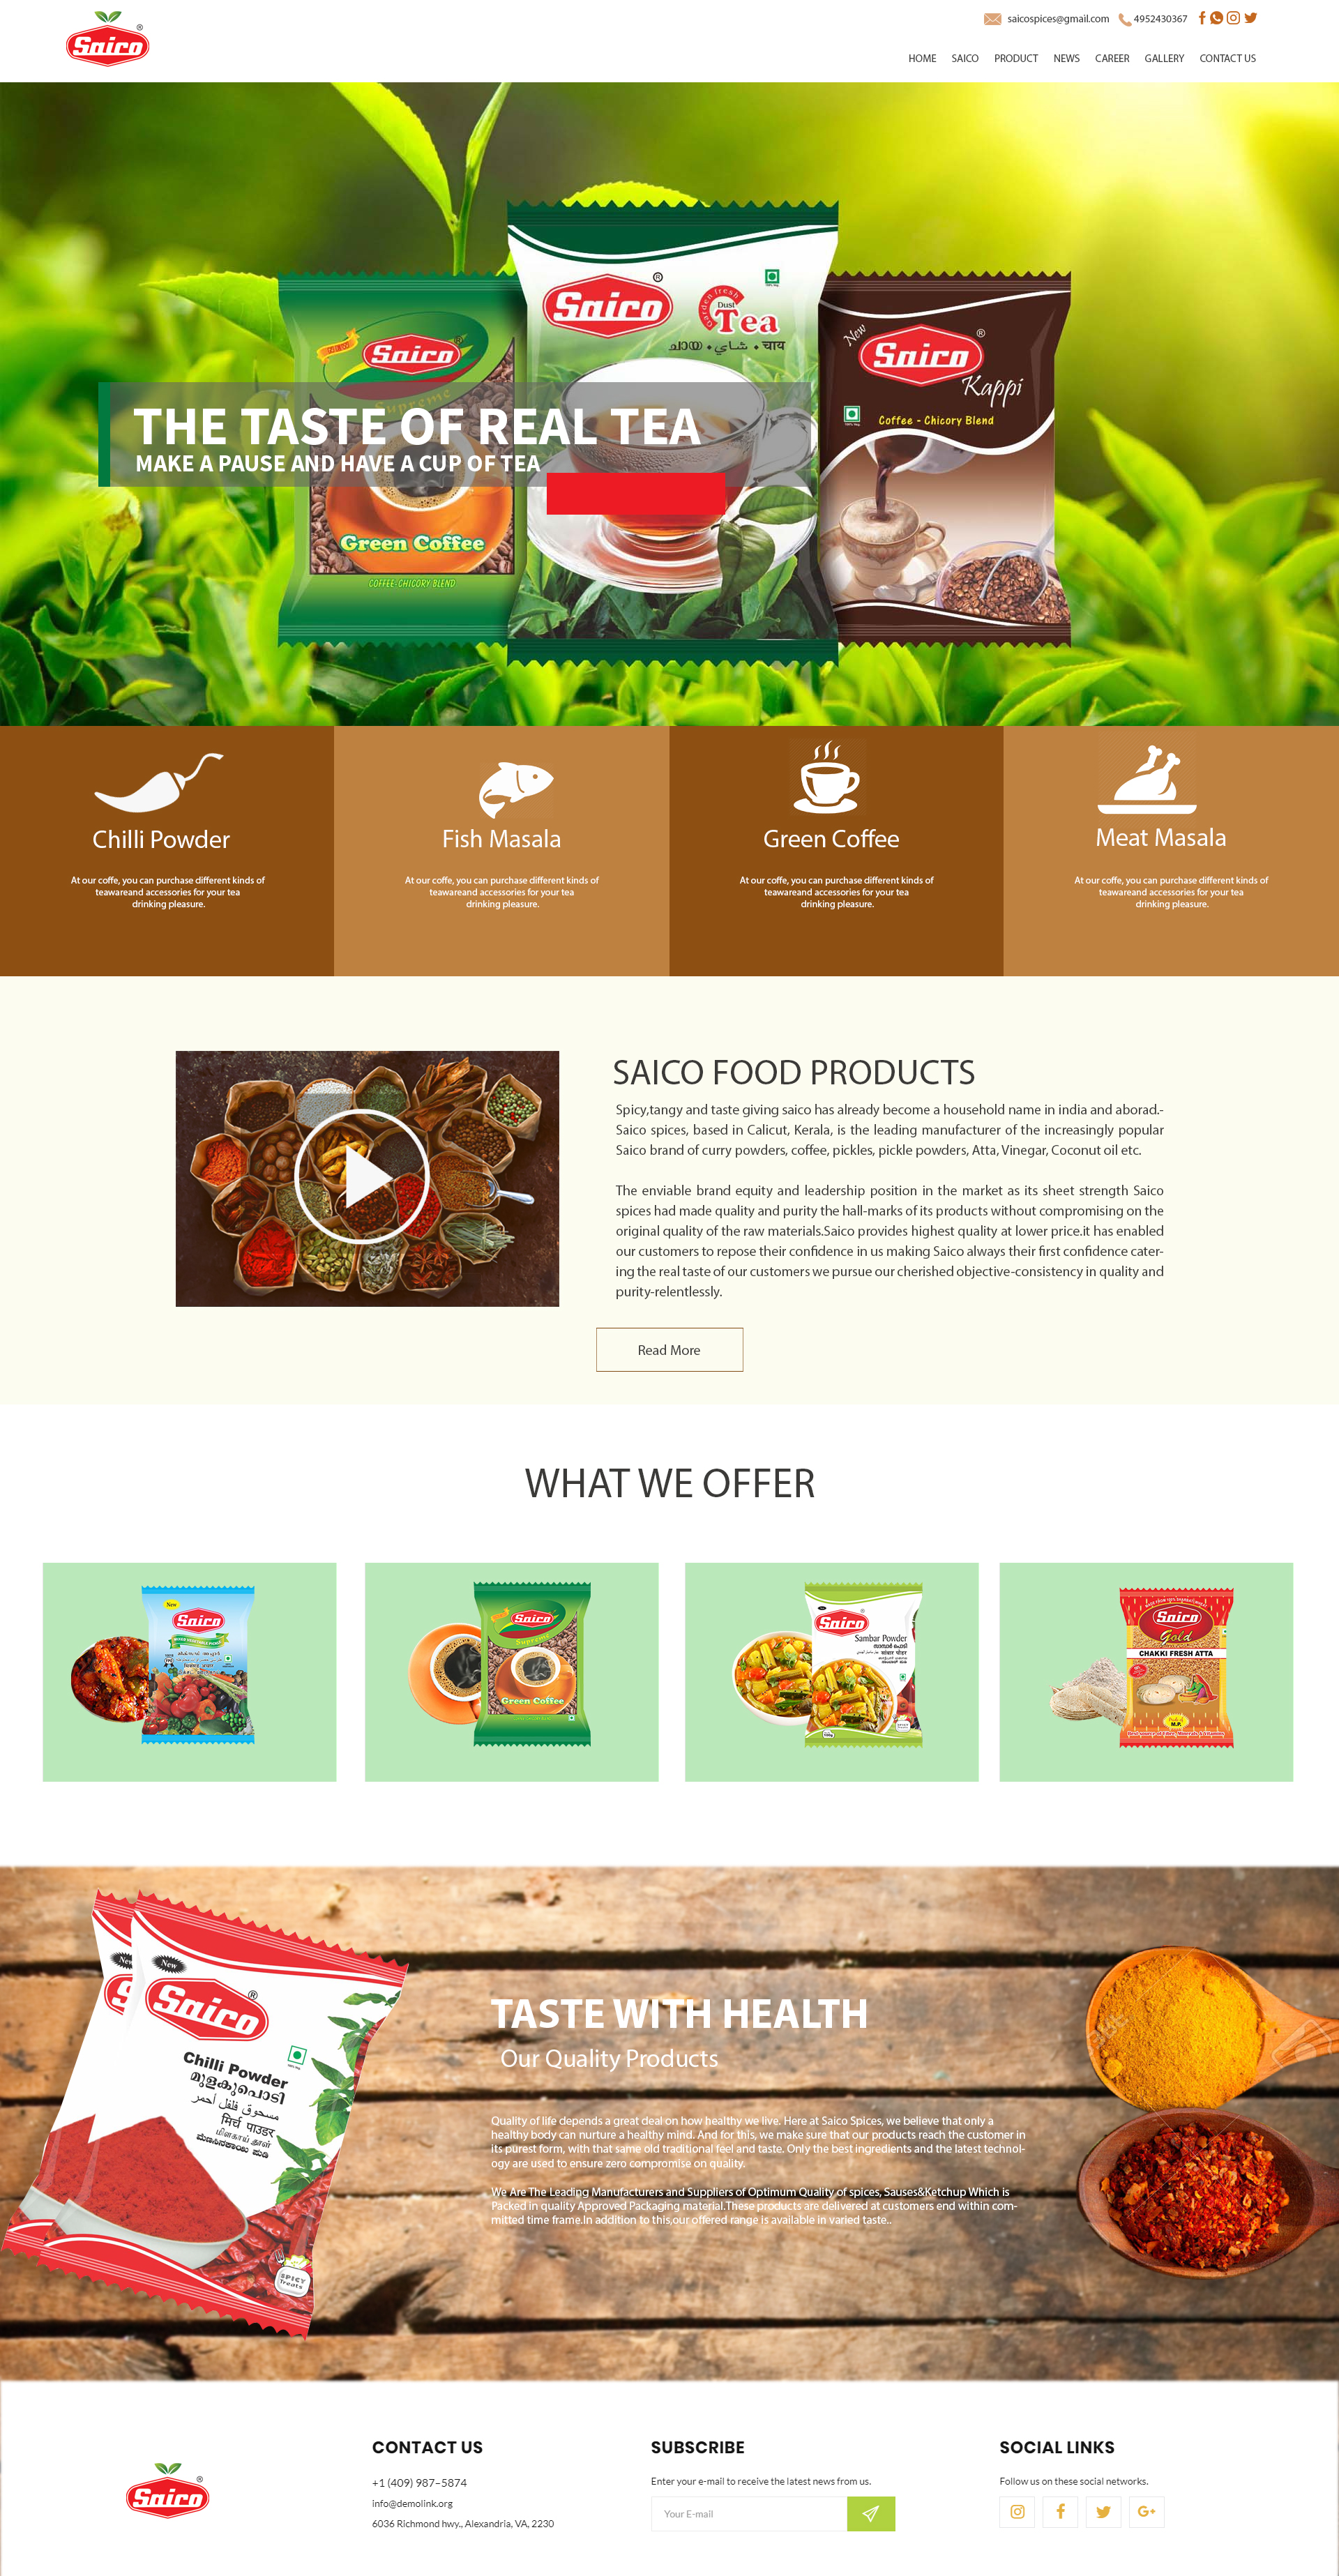 Saico ®
saicospices@gmail.com 4952430367
HOME SAICO PRODUCT NEWS CAREER GALLERY CONTACT US
Saico ®
Supreme
Green Coffee
COFFEE-CHICORY BLEND
Saico ®
Garden fresh
Dust
Tea
ചായ • شاي • चाय
New
Saico ®
Kappi
Coffee - Chicory Blend
THE TASTE OF REAL TEA
MAKE A PAUSE AND HAVE A CUP OF TEA
Chilli Powder
At our coffe, you can purchase different kinds of
teawareand accessories for your tea
drinking pleasure.
Fish Masala
At our coffe, you can purchase different kinds of
teawareand accessories for your tea
drinking pleasure.
Green Coffee
At our coffe, you can purchase different kinds of
teawareand accessories for your tea
drinking pleasure.
Meat Masala
At our coffe, you can purchase different kinds of
teawareand accessories for your tea
drinking pleasure.
SAICO FOOD PRODUCTS
Spicy,tangy and taste giving saico has already become a household name in india and aborad.-
Saico spices, based in Calicut, Kerala, is the leading manufacturer of the increasingly popular
Saico brand of curry powders, coffee, pickles, pickle powders, Atta, Vinegar, Coconut oil etc.
The enviable brand equity and leadership position in the market as its sheet strength Saico
spices had made quality and purity the hall-marks of its products without compromising on the
original quality of the raw materials.Saico provides highest quality at lower price.it has enabled
our customers to repose their confidence in us making Saico always their first confidence cater-
ing the real taste of our customers we pursue our cherished objective-consistency in quality and
purity-relentlessly.
Read More
WHAT WE OFFER
New
Saico
MIXED VEGETABLE PICKLE
Saico
Supreme
Green Coffee
Saico
Sambar Powder
സാമ്പാർ പൊടി
Saico
Gold
CHAKKI FRESH ATTA
M.P.
New
New
Saico ®
Chilli Powder
മുളകുപൊടി
مسحوق فلفل أحمر
मिर्च पाउडर
மிளகாய் தூள்
SPICY
Treats
TASTE WITH HEALTH
Our Quality Products
Quality of life depends a great deal on how healthy we live. Here at Saico Spices, we believe that only a
healthy body can nurture a healthy mind. And for this, we make sure that our products reach the customer in
its purest form, with that same old traditional feel and taste. Only the best ingredients and the latest technol-
ogy are used to ensure zero compromise on quality.
We Are The Leading Manufacturers and Suppliers of Optimum Quality of spices, Sauses&Ketchup Which is
Packed in quality Approved Packaging material.These products are delivered at customers end within com-
mitted time frame.In addition to this,our offered range is available in varied taste..
Saico ®
CONTACT US
+1 (409) 987–5874
info@demolink.org
6036 Richmond hwy., Alexandria, VA, 2230
SUBSCRIBE
Enter your e-mail to receive the latest news from us.
Your E-mail
SOCIAL LINKS
Follow us on these social networks.